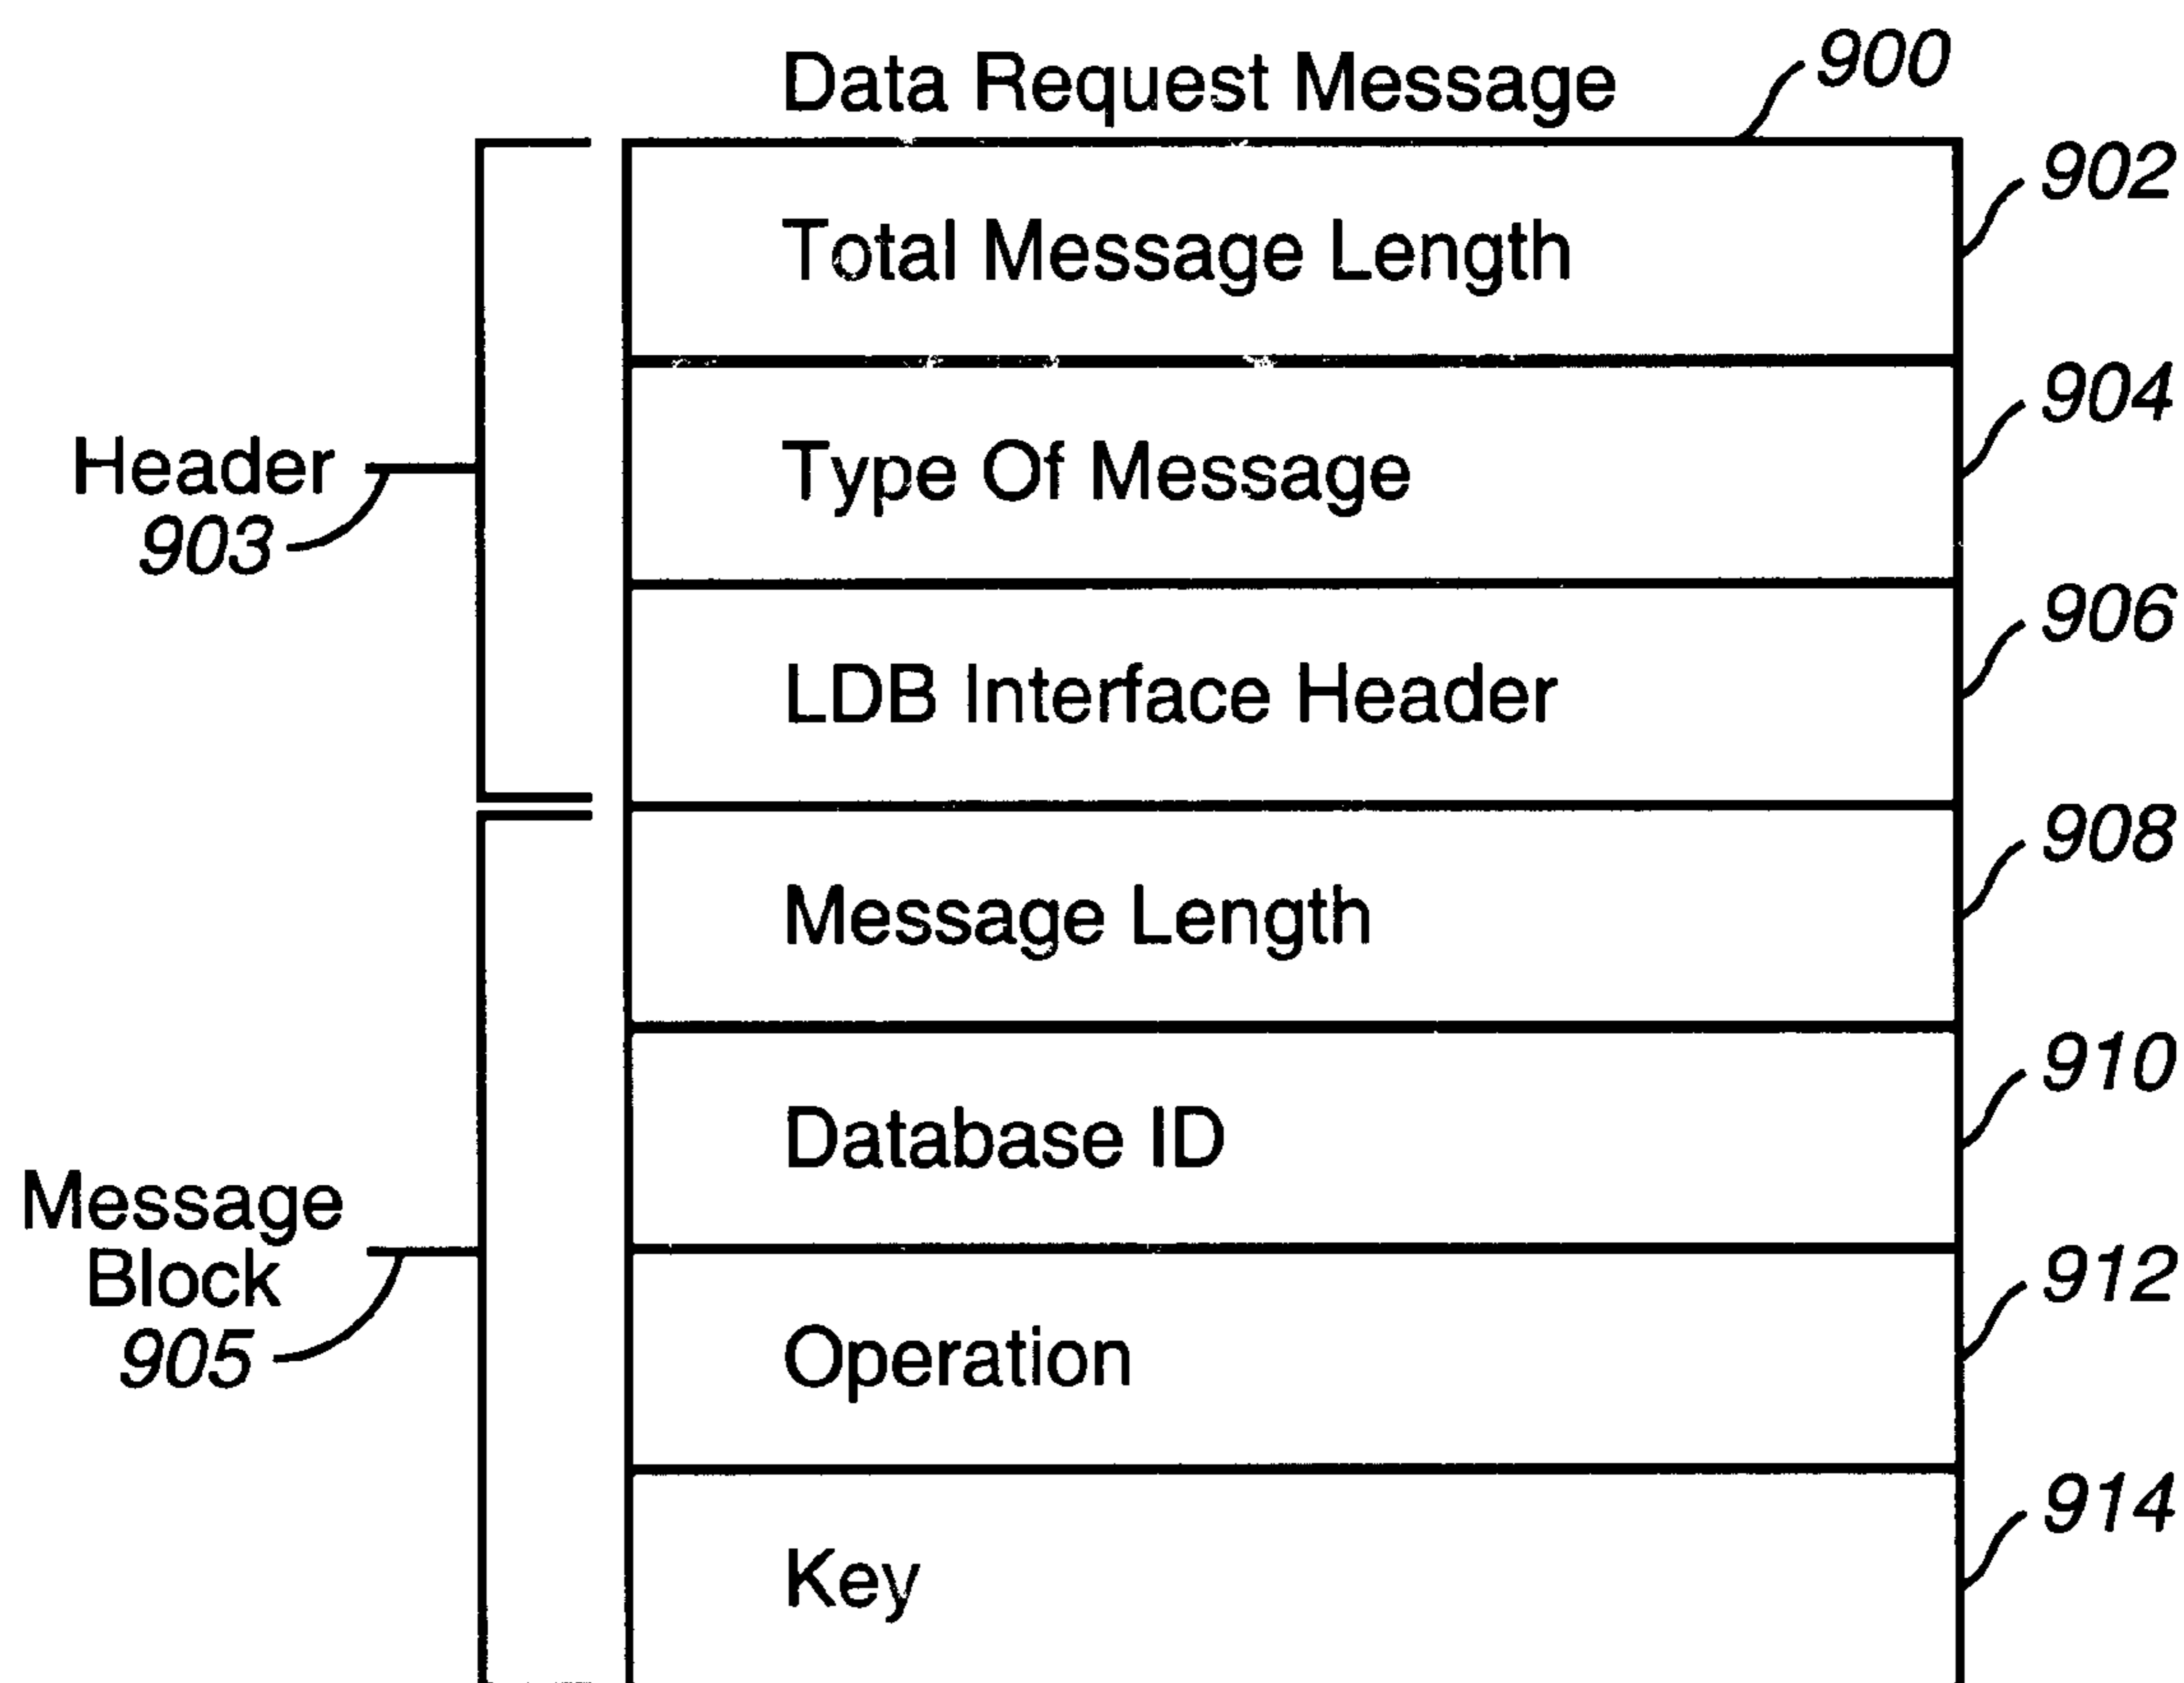 Data Request Message
900
Total Message Length
902
Type Of Message
904
Header
903
LDB Interface Header
906
Message Length
908
Database ID
910
Message
Block
905
Operation
912
Key
914